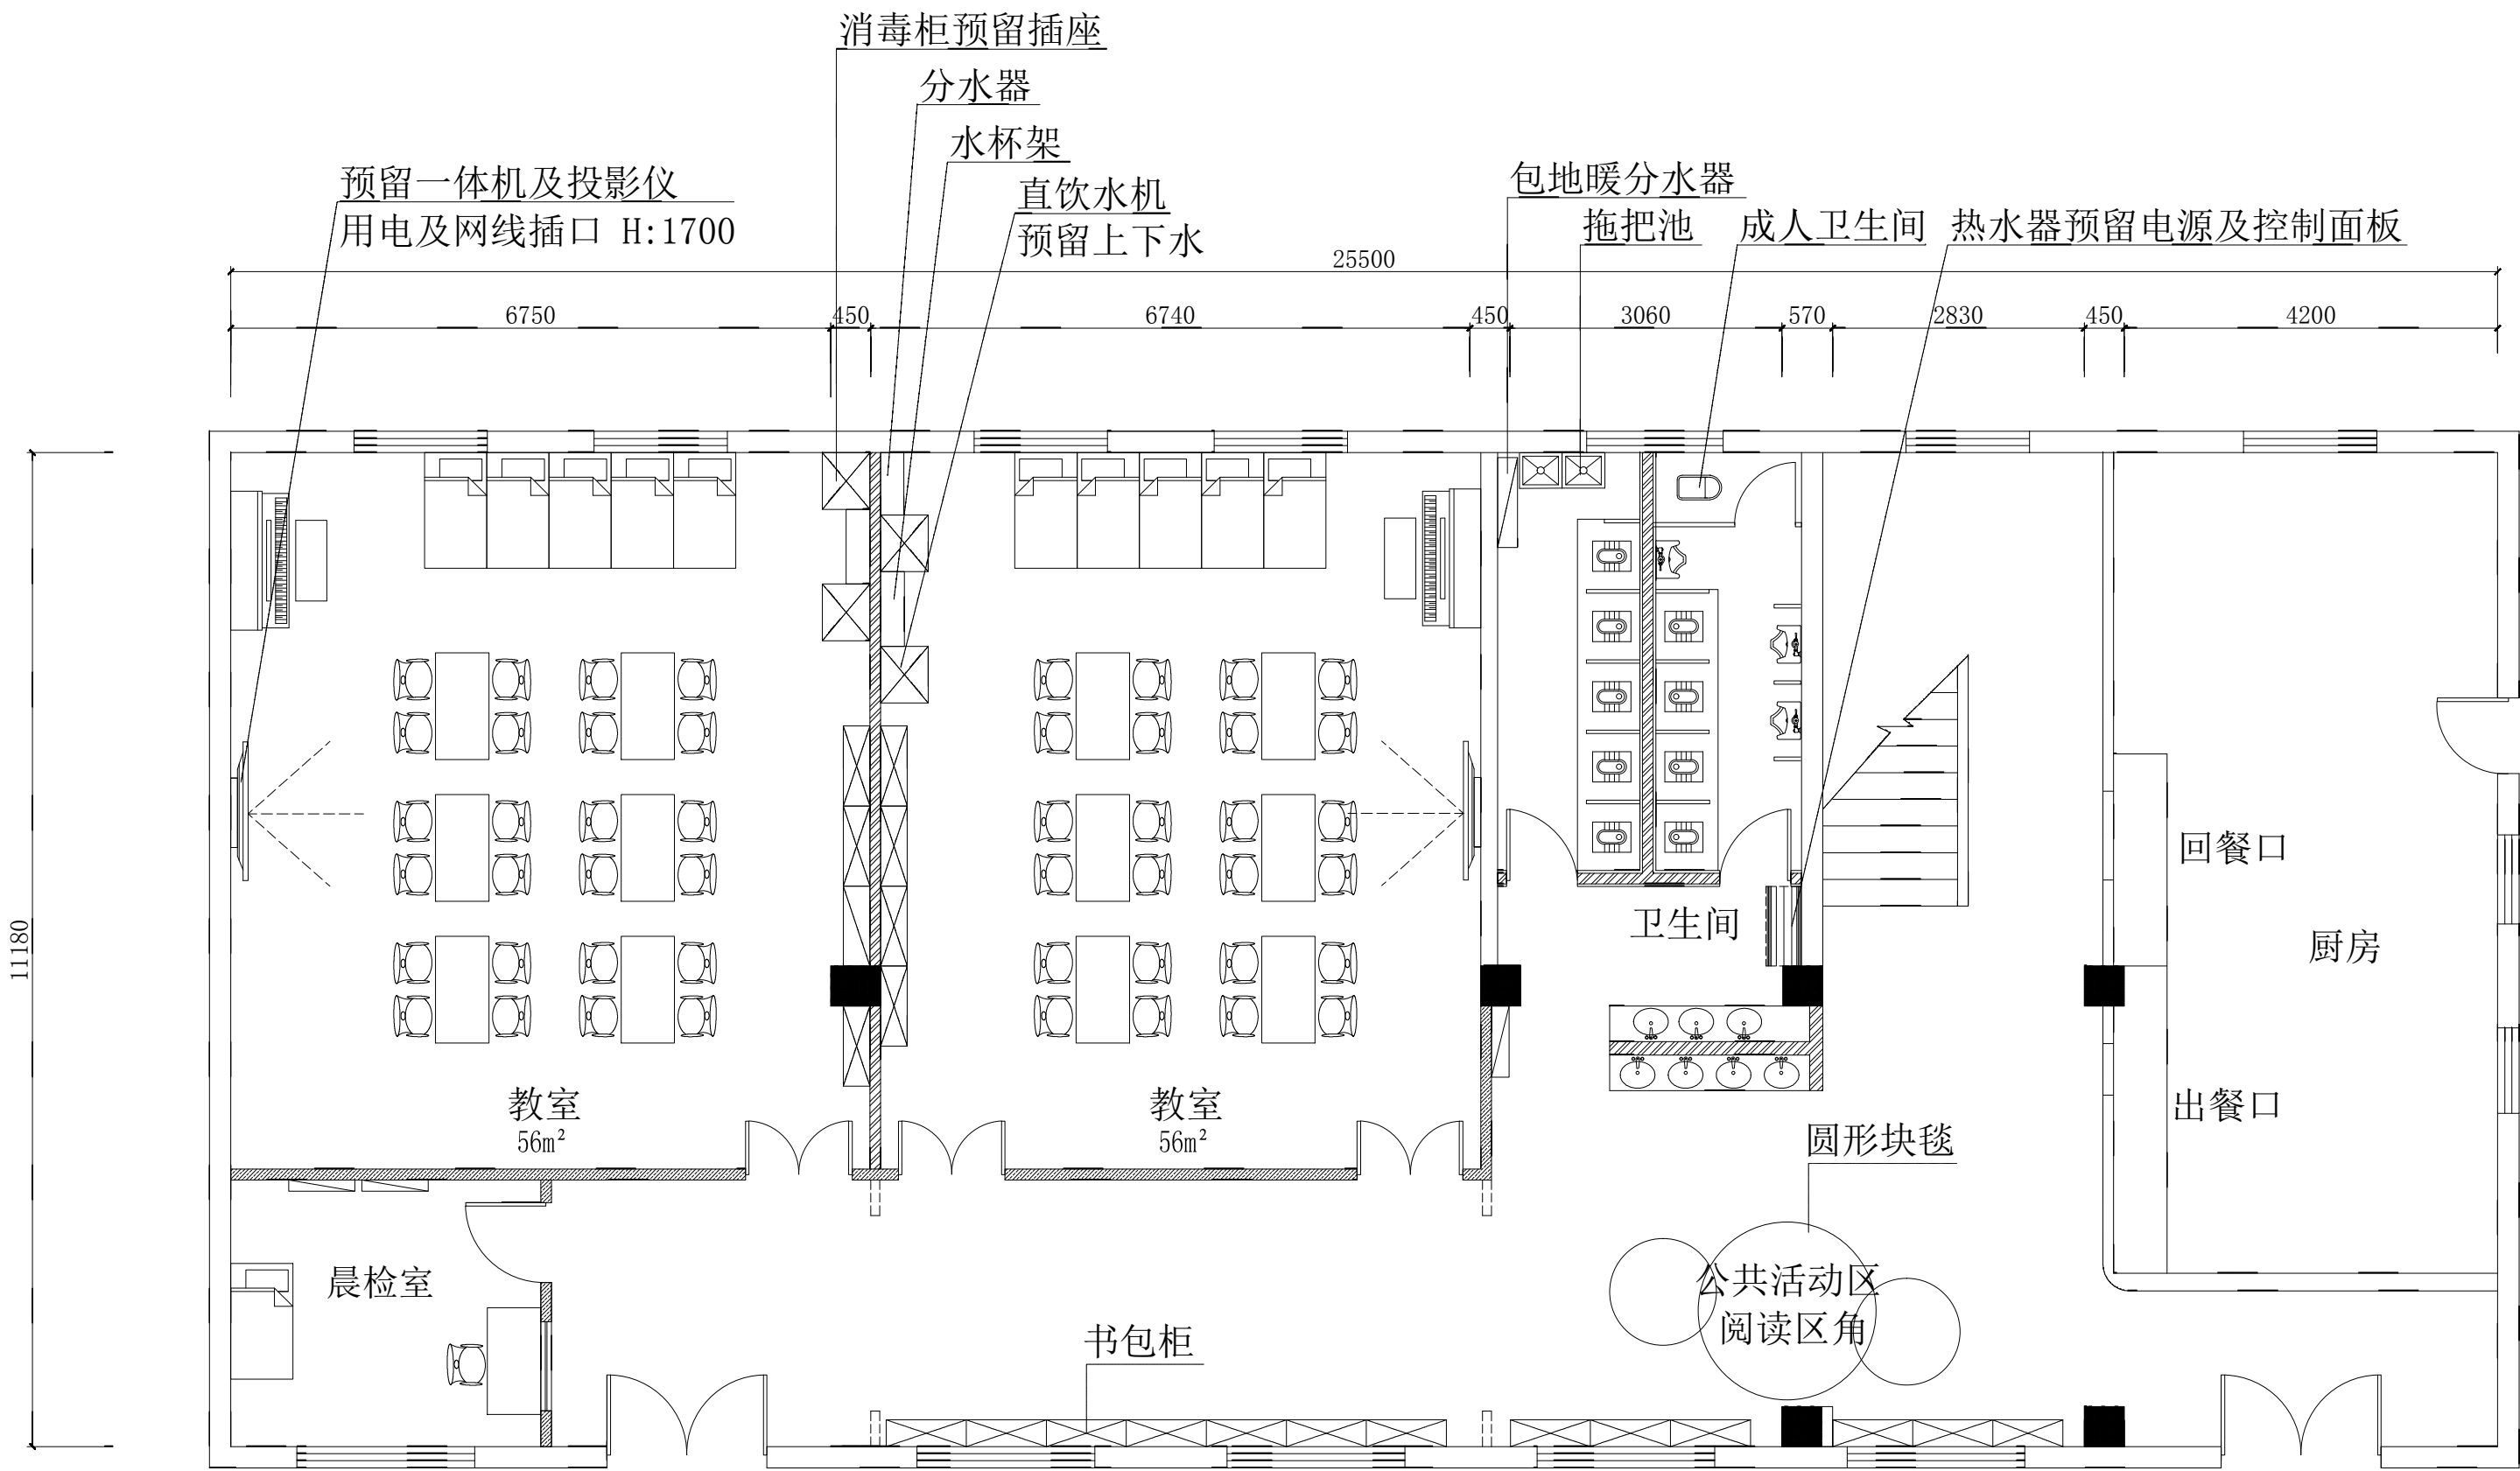 消毒柜预留插座
分水器
水杯架
预留一体机及投影仪
用电及网线插口 H:1700
直饮水机
预留上下水
包地暖分水器
拖把池
成人卫生间
热水器预留电源及控制面板
25500
6750
450
6740
450
3060
570
2830
450
4200
11180
回餐口
卫生间
厨房
出餐口
教室
56m²
教室
56m²
圆形块毯
晨检室
公共活动区
阅读区角
书包柜